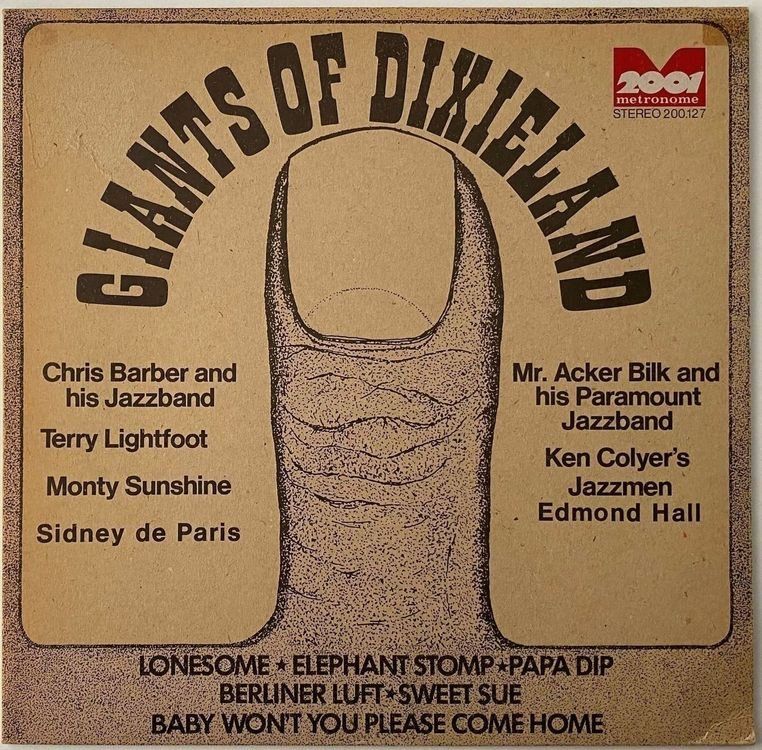 GIANTS OF DIXIELAND
2001
metronome
STEREO 200.127
Chris Barber and
his Jazzband
Terry Lightfoot
Monty Sunshine
Sidney de Paris
Mr. Acker Bilk and
his Paramount
Jazzband
Ken Colyer's
Jazzmen
Edmond Hall
LONESOME ★ ELEPHANT STOMP ★ PAPA DIP
BERLINER LUFT ★ SWEET SUE
BABY WON'T YOU PLEASE COME HOME